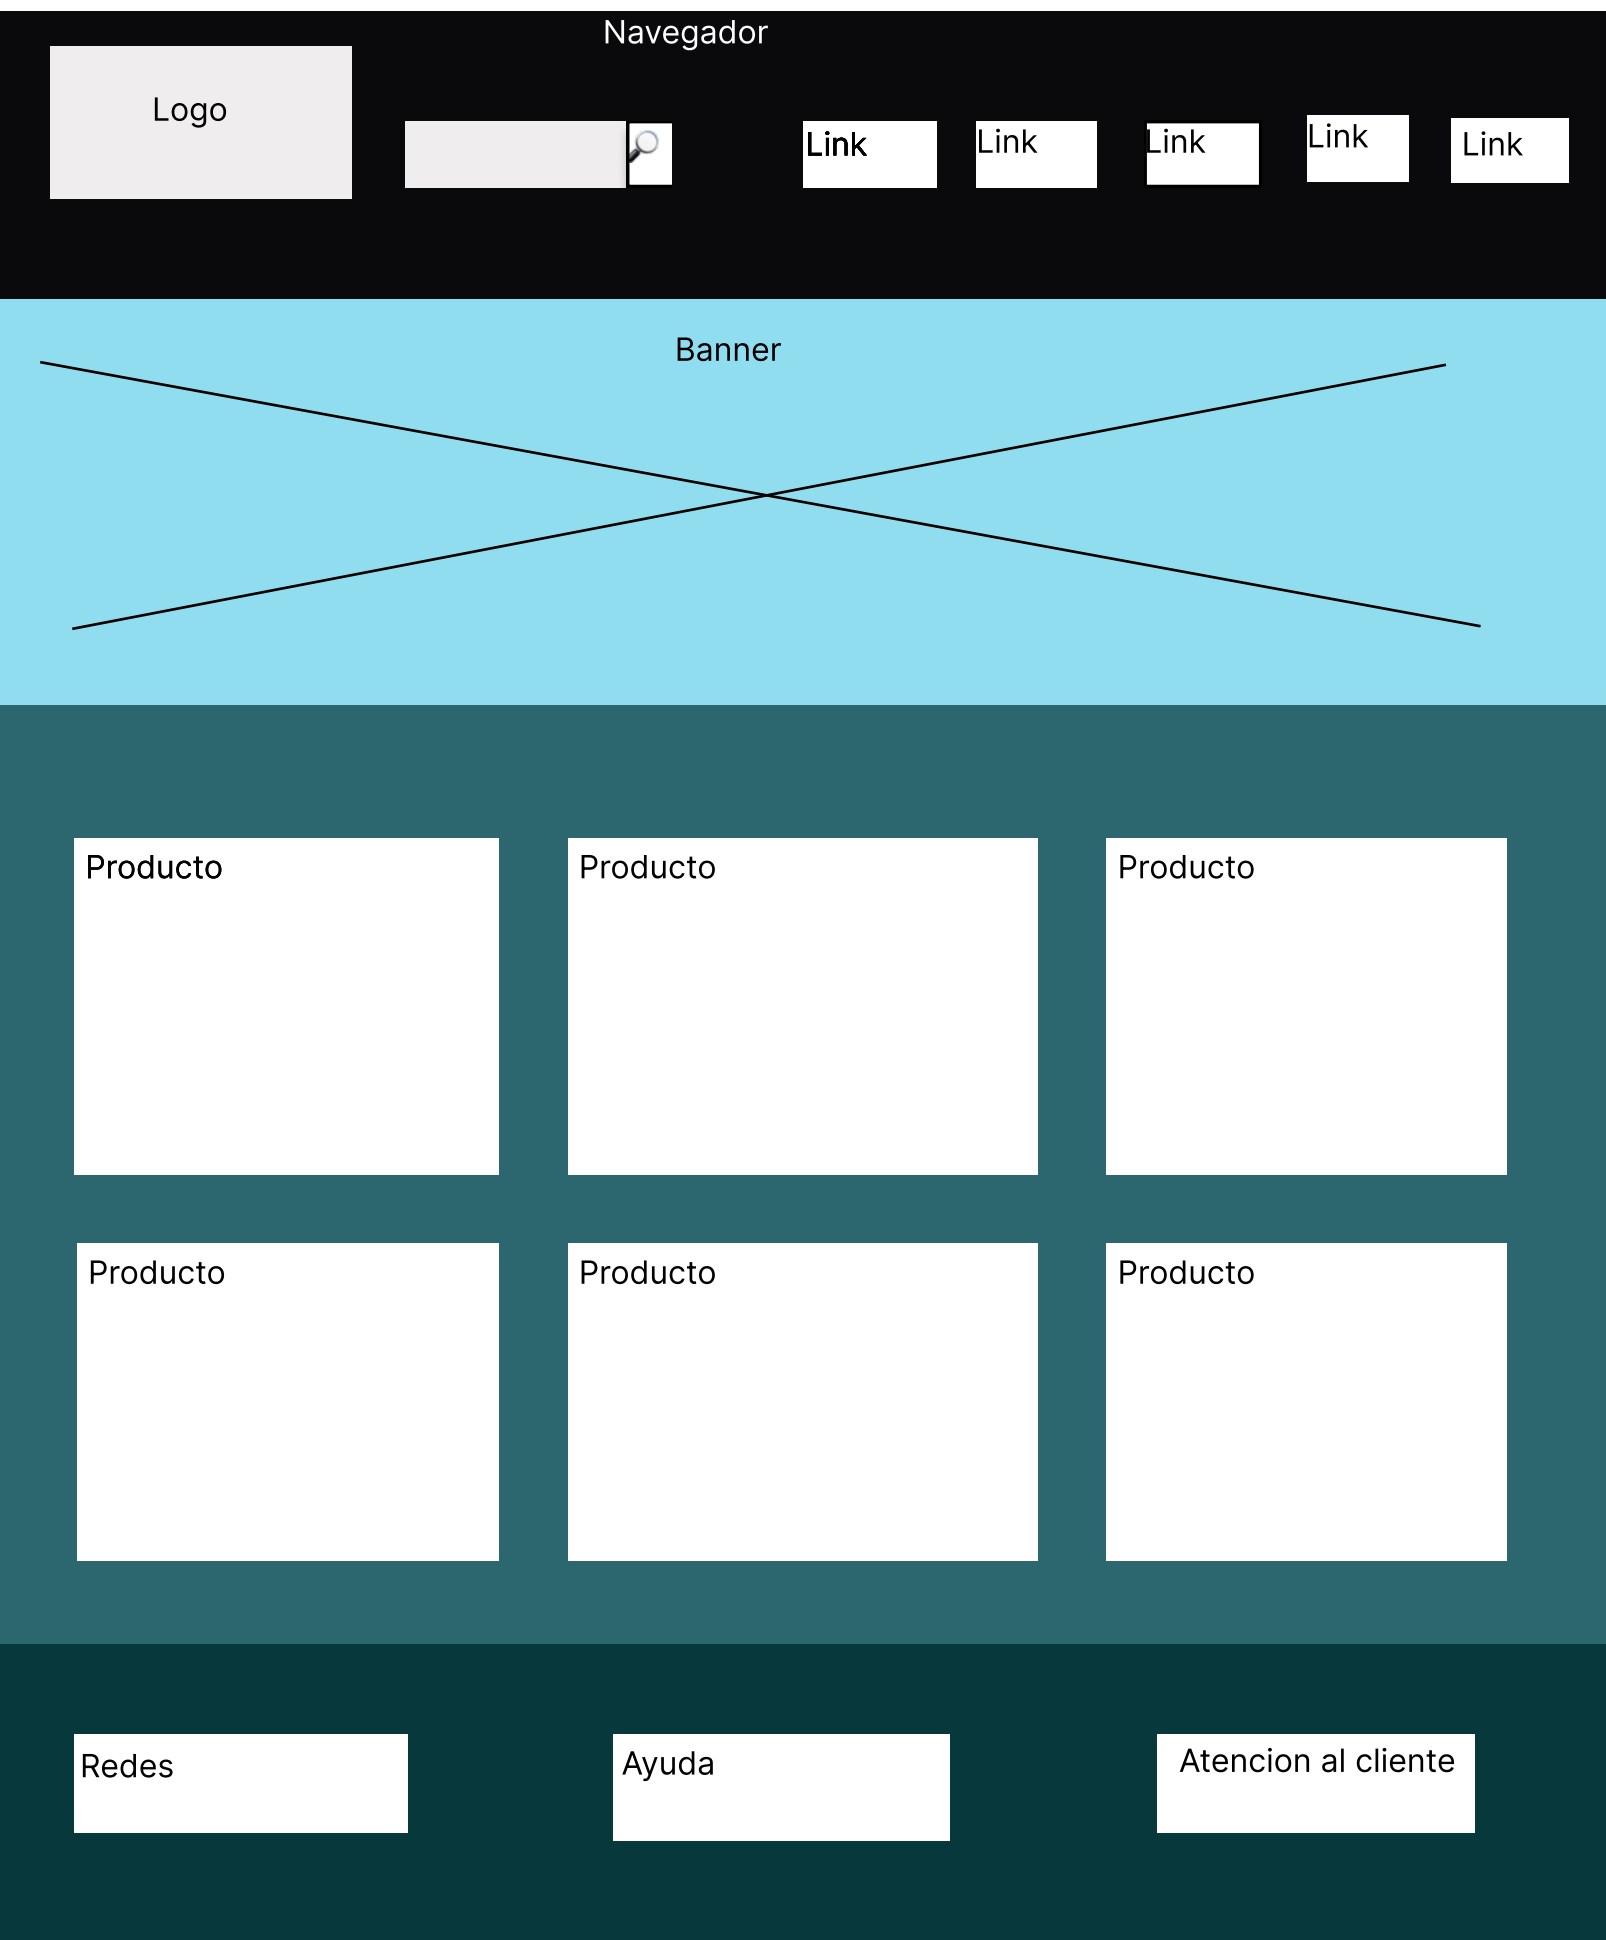 Navegador
Logo
Link
Link
Link
Link
Link
Banner
Producto
Producto
Producto
Producto
Producto
Producto
Redes
Ayuda
Atencion al cliente